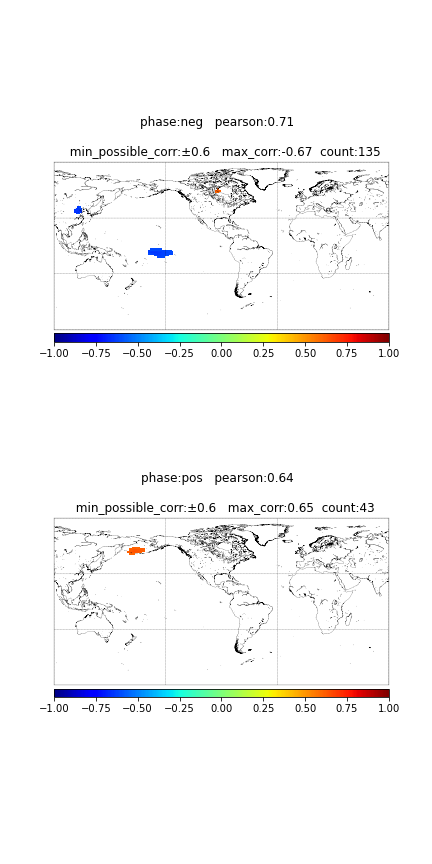 phase:neg   pearson:0.71
min_possible_corr:±0.6   max_corr:-0.67  count:135
−1.00 −0.75 −0.50 −0.25 0.00 0.25 0.50 0.75 1.00
phase:pos   pearson:0.64
min_possible_corr:±0.6   max_corr:0.65  count:43
−1.00 −0.75 −0.50 −0.25 0.00 0.25 0.50 0.75 1.00